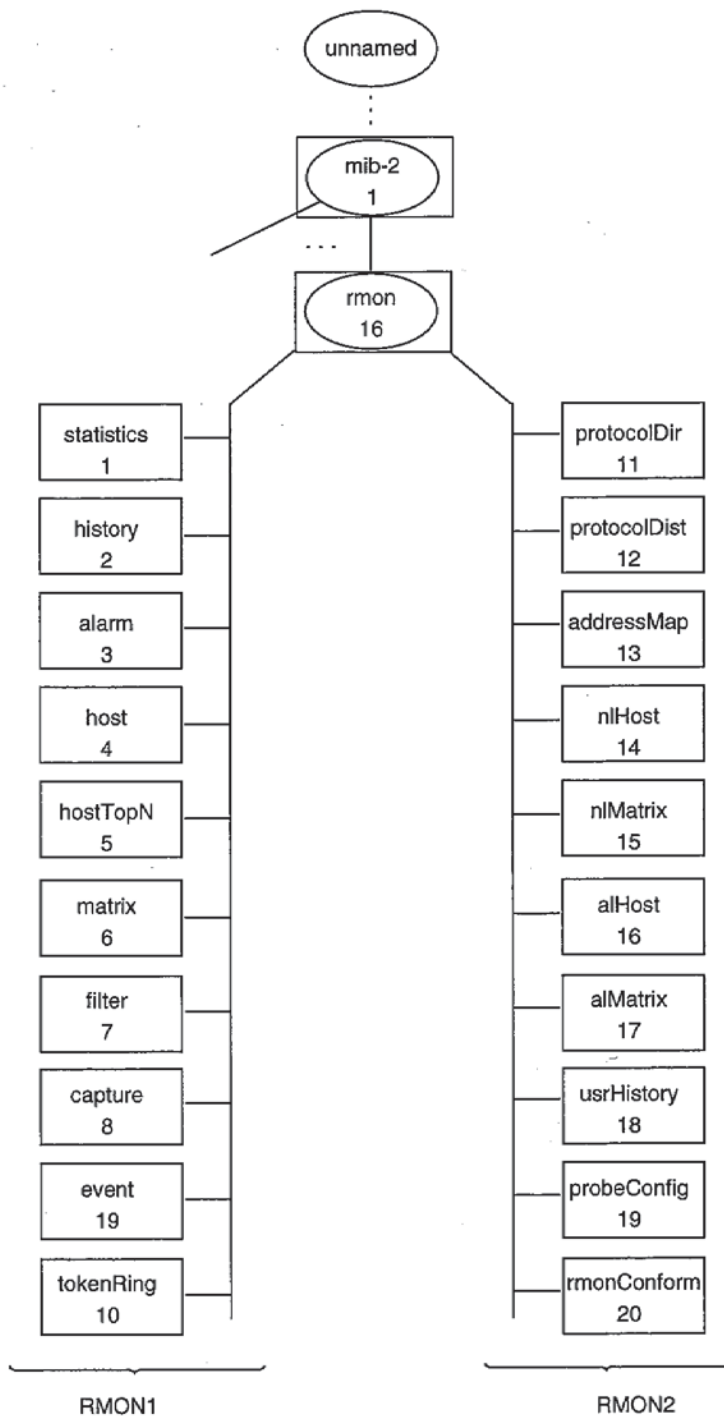 unnamed
mib-2
1
rmon
16
statistics
1
history
2
alarm
3
host
4
hostTopN
5
matrix
6
filter
7
capture
8
event
19
tokenRing
10
RMON1
protocolDir
11
protocolDist
12
addressMap
13
nlHost
14
nlMatrix
15
alHost
16
alMatrix
17
usrHistory
18
probeConfig
19
rmonConform
20
RMON2